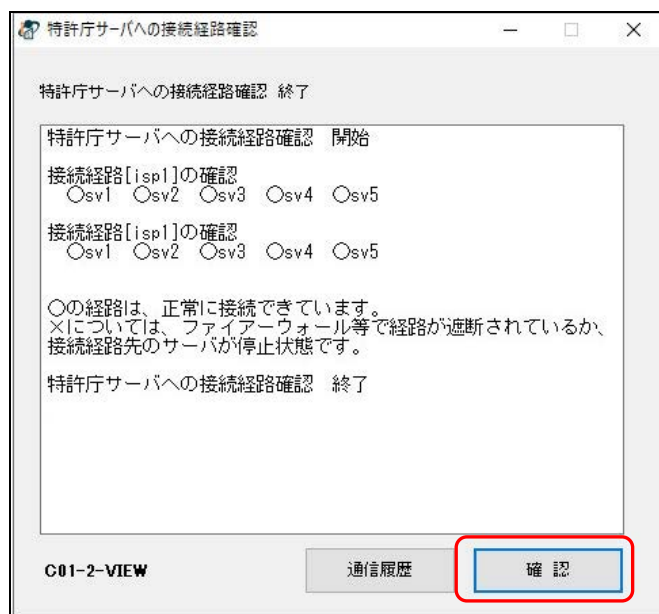 特許庁サーバへの接続経路確認
特許庁サーバへの接続経路確認 終了
特許庁サーバへの接続経路確認 開始
接続経路[isp1]の確認
○sv1 ○sv2 ○sv3 ○sv4 ○sv5
接続経路[isp1]の確認
○sv1 ○sv2 ○sv3 ○sv4 ○sv5
○の経路は、正常に接続できています。
×については、ファイアーウォール等で経路が遮断されているか、
接続経路先のサーバが停止状態です。
特許庁サーバへの接続経路確認 終了
C01-2-VIEW 通信履歴 確 認